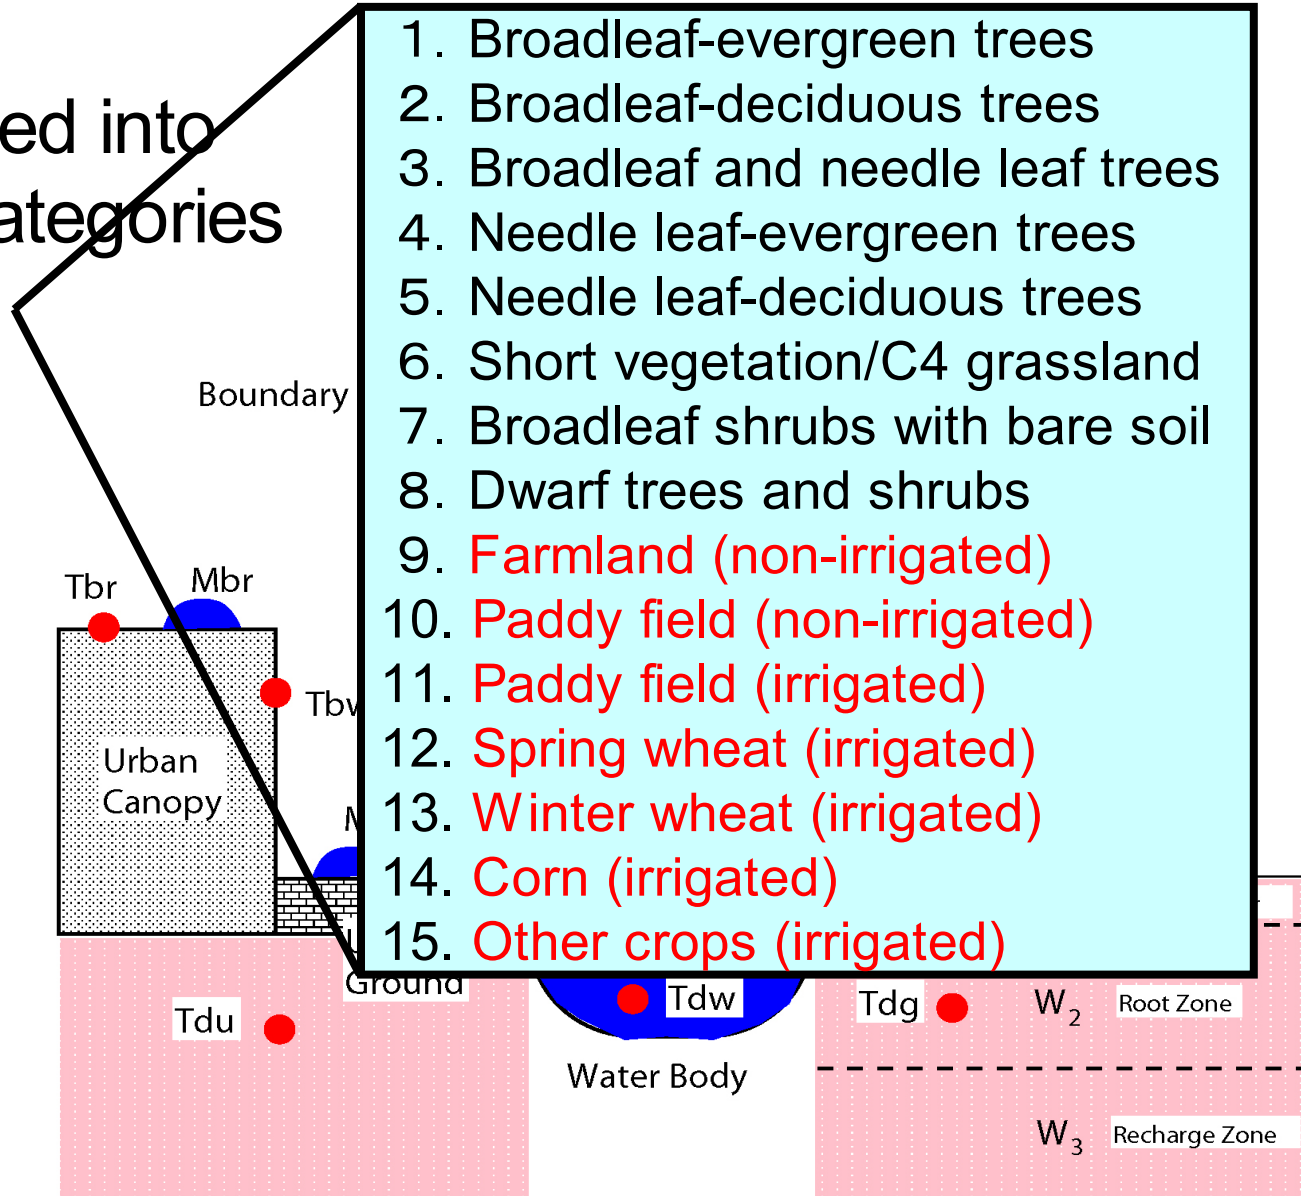 ed into
ategories
1. Broadleaf-evergreen trees
2. Broadleaf-deciduous trees
3. Broadleaf and needle leaf trees
4. Needle leaf-evergreen trees
5. Needle leaf-deciduous trees
6. Short vegetation/C4 grassland
7. Broadleaf shrubs with bare soil
8. Dwarf trees and shrubs
9. Farmland (non-irrigated)
10. Paddy field (non-irrigated)
11. Paddy field (irrigated)
12. Spring wheat (irrigated)
13. Winter wheat (irrigated)
14. Corn (irrigated)
15. Other crops (irrigated)
Boundary
Tbr
Mbr
Urban
Canopy
Ground
Tdu
Tdw
Water Body
Tdg
W2 Root Zone
W3 Recharge Zone